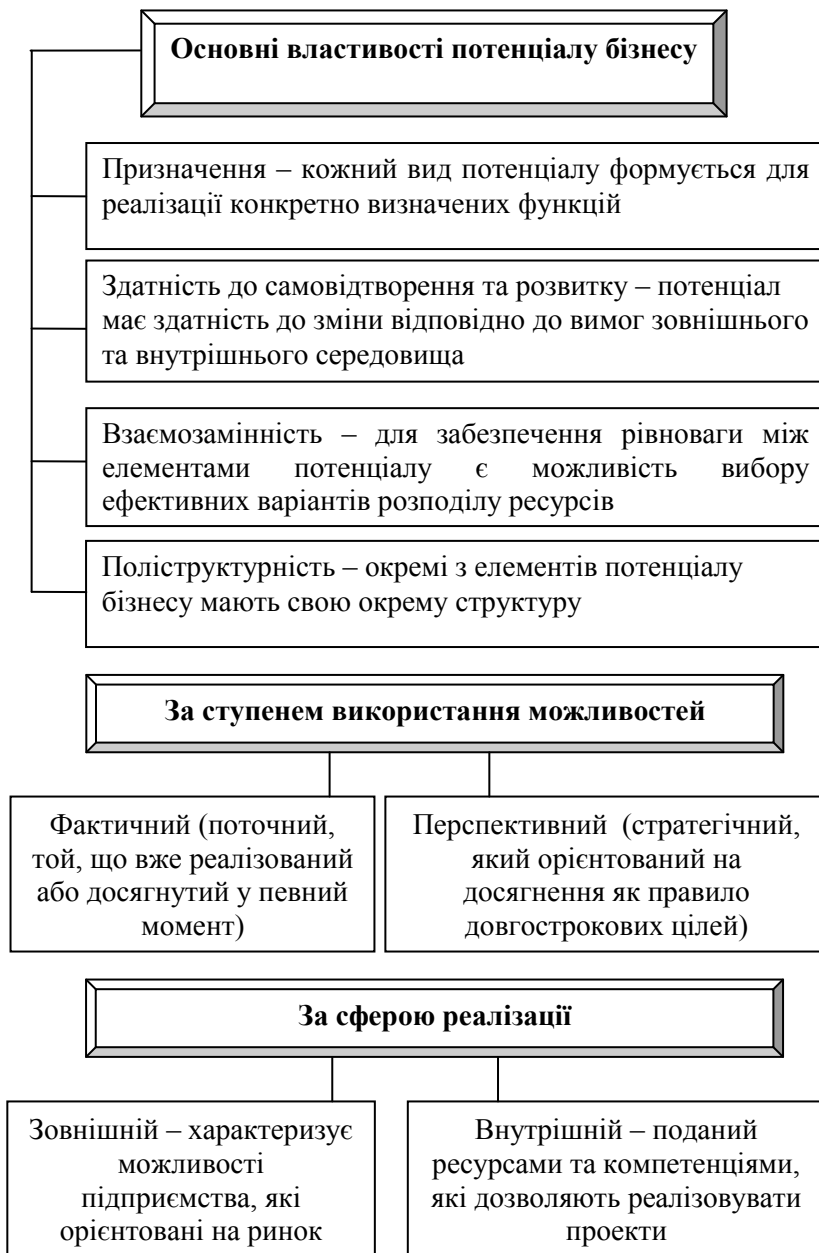 Основні властивості потенціалу бізнесу
Призначення – кожний вид потенціалу формується для
реалізації конкретно визначених функцій
Здатність до самовідтворення та розвитку – потенціал
має здатність до зміни відповідно до вимог зовнішнього
та внутрішнього середовища
Взаємозамінність – для забезпечення рівноваги між
елементами потенціалу є можливість вибору
ефективних варіантів розподілу ресурсів
Поліструктурність – окремі з елементів потенціалу
бізнесу мають свою окрему структуру
За ступенем використання можливостей
Фактичний (поточний,
той, що вже реалізований
або досягнутий у певний
момент)
Перспективний (стратегічний,
який орієнтований на
досягнення як правило
довгострокових цілей)
За сферою реалізації
Зовнішній – характеризує
можливості
підприємства, які
орієнтовані на ринок
Внутрішній – поданий
ресурсами та компетенціями,
які дозволяють реалізовувати
проекти